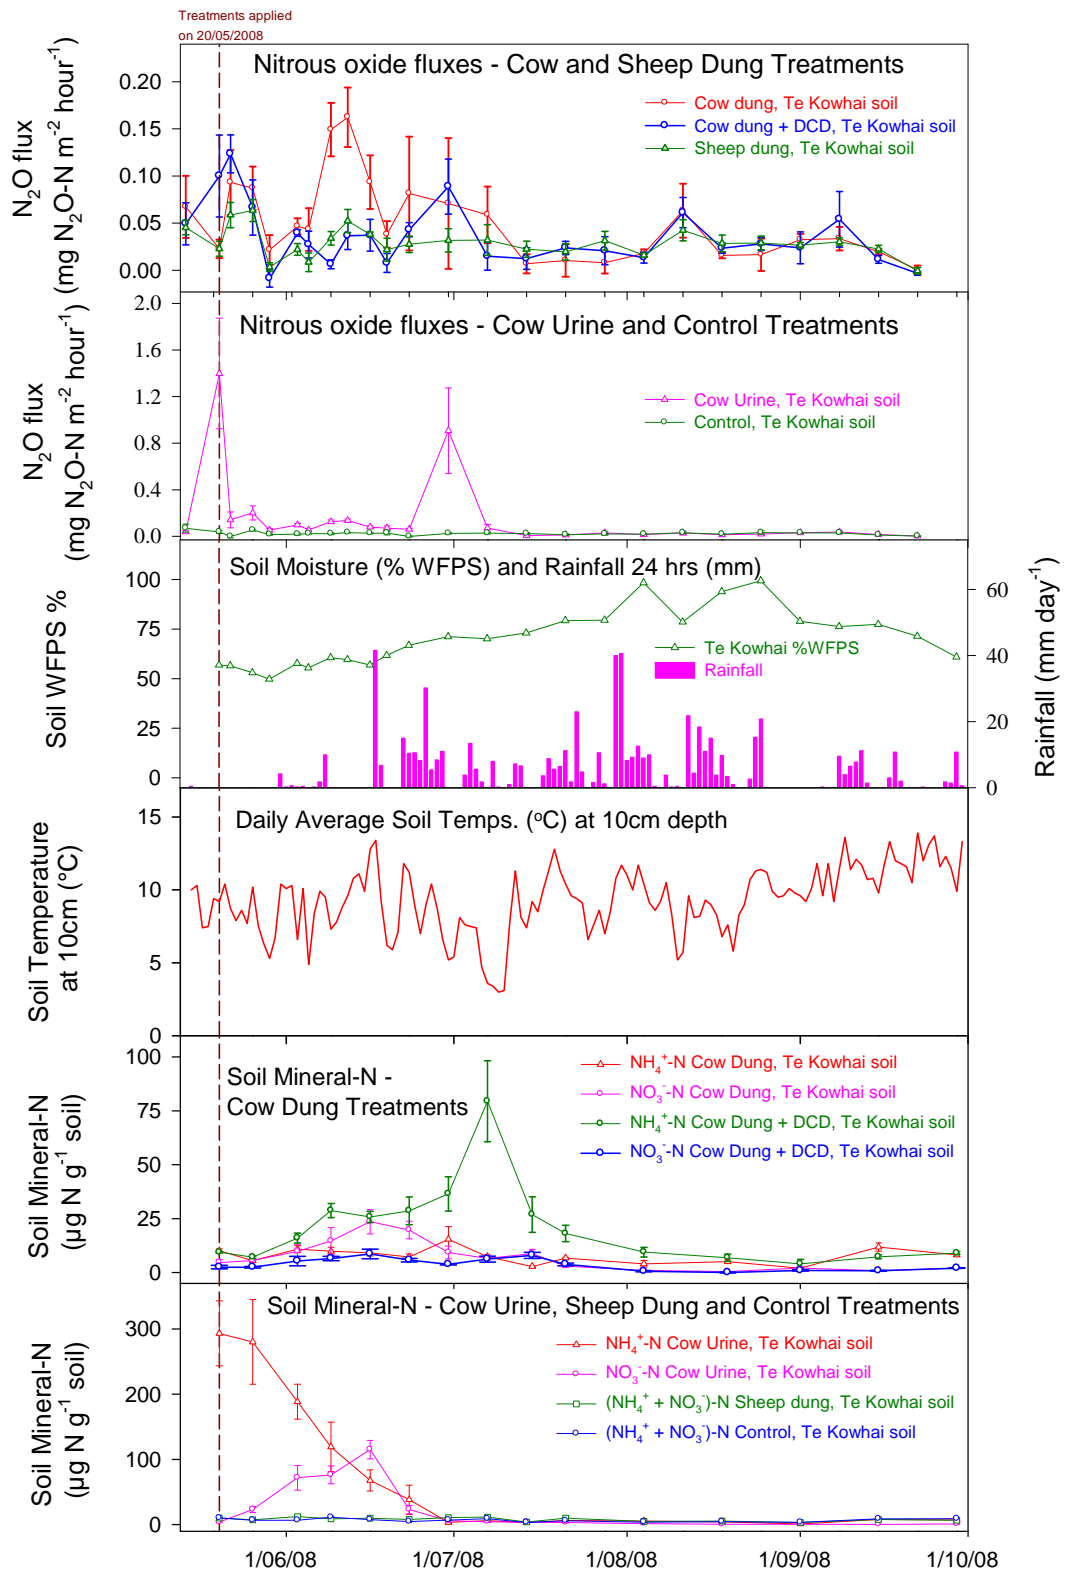 Treatments applied
on 20/05/2008
Nitrous oxide fluxes - Cow and Sheep Dung Treatments
N₂O flux
(mg N₂O-N m⁻² hour⁻¹)
0.20
0.15
0.10
0.05
0.00
Cow dung, Te Kowhai soil
Cow dung + DCD, Te Kowhai soil
Sheep dung, Te Kowhai soil
Nitrous oxide fluxes - Cow Urine and Control Treatments
N₂O flux
(mg N₂O-N m⁻² hour⁻¹)
2.0
1.6
1.2
0.8
0.4
0.0
Cow Urine, Te Kowhai soil
Control, Te Kowhai soil
Soil Moisture (% WFPS) and Rainfall 24 hrs (mm)
Soil WFPS %
100
75
50
25
0
Te Kowhai %WFPS
Rainfall
60
40
20
0
Rainfall (mm day⁻¹)
Daily Average Soil Temps. (ºC) at 10cm depth
Soil Temperature
at 10cm (°C)
15
10
5
0
Soil Mineral-N -
Cow Dung Treatments
Soil Mineral-N
(µg N g⁻¹ soil)
100
75
50
25
0
NH₄⁺-N Cow Dung, Te Kowhai soil
NO₃⁻-N Cow Dung, Te Kowhai soil
NH₄⁺-N Cow Dung + DCD, Te Kowhai soil
NO₃⁻-N Cow Dung + DCD, Te Kowhai soil
Soil Mineral-N - Cow Urine, Sheep Dung and Control Treatments
Soil Mineral-N
(µg N g⁻¹ soil)
300
200
100
0
NH₄⁺-N Cow Urine, Te Kowhai soil
NO₃⁻-N Cow Urine, Te Kowhai soil
(NH₄⁺ + NO₃⁻)-N Sheep dung, Te Kowhai soil
(NH₄⁺ + NO₃⁻)-N Control, Te Kowhai soil
1/06/08
1/07/08
1/08/08
1/09/08
1/10/08